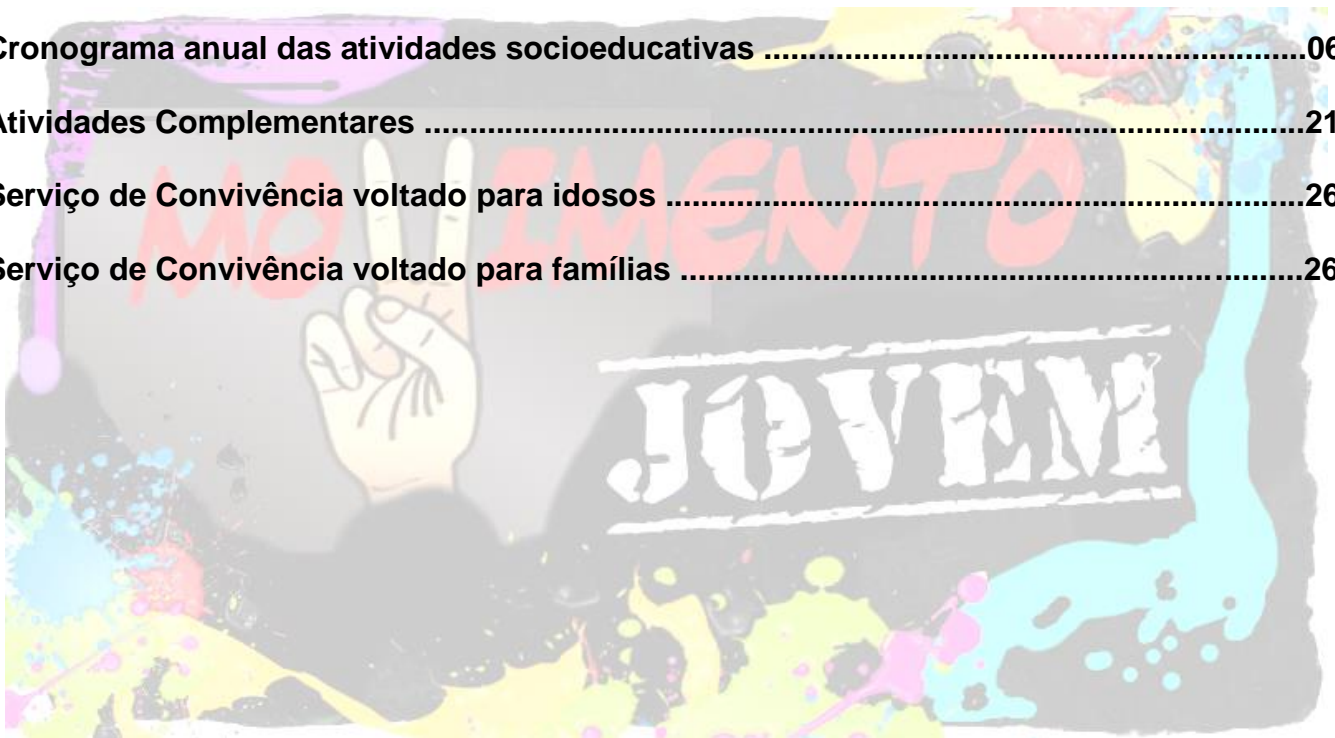 Cronograma anual das atividades socioeducativas ................................................................06
Atividades Complementares ........................................................................................................21
Serviço de Convivência voltado para idosos ............................................................................26
Serviço de Convivência voltado para famílias ..........................................................................26
MOVIMENTO
JOVEM